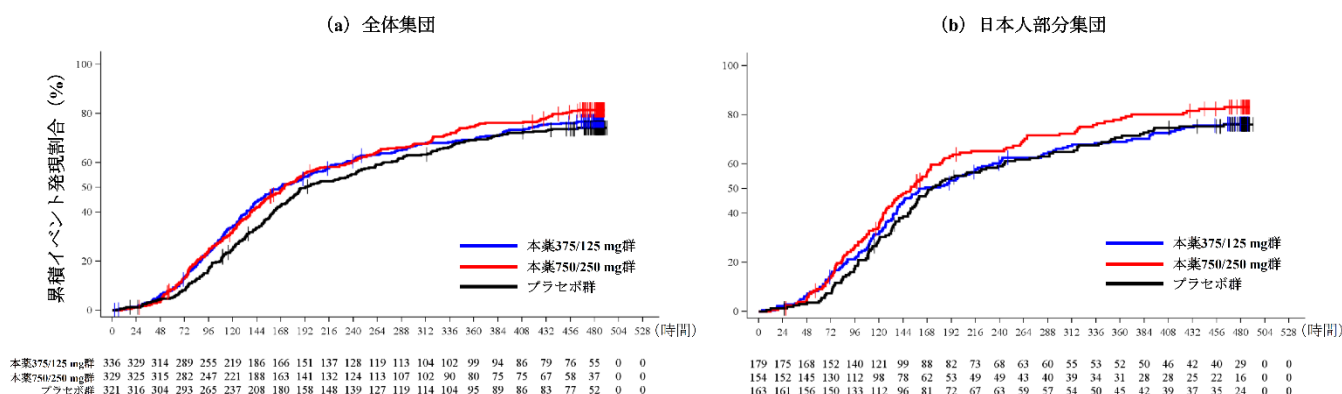 (a) 全体集団
累積イベント発現割合 (%)
100
80
60
40
20
0
本薬375/125 mg群
本薬750/250 mg群
プラセボ群
0 24 48 72 96 120 144 168 192 216 240 264 288 312 336 360 384 408 432 456 480 504 528 (時間)
本薬375/125 mg群 336 329 314 289 255 219 186 166 151 137 128 119 113 104 102 99 94 86 79 76 55 0 0
本薬750/250 mg群 329 325 315 282 247 221 188 163 141 132 124 113 107 102 90 80 75 75 67 58 37 0 0
プラセボ群 321 316 304 293 265 237 208 180 158 148 139 127 119 114 104 95 89 86 83 77 52 0 0
(b) 日本人部分集団
100
80
60
40
20
0
本薬375/125 mg群
本薬750/250 mg群
プラセボ群
0 24 48 72 96 120 144 168 192 216 240 264 288 312 336 360 384 408 432 456 480 504 528 (時間)
179 175 168 152 140 121 99 88 82 73 68 63 60 55 53 52 50 46 42 40 29 0 0
154 152 145 130 112 98 78 62 53 49 49 43 40 39 34 31 28 28 25 22 16 0 0
163 161 156 150 133 112 96 81 72 67 63 59 57 54 50 45 42 39 37 35 24 0 0